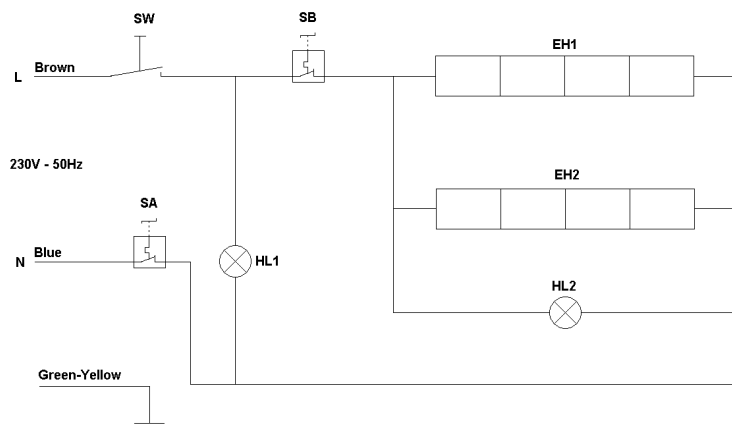 SW
SB
EH1
L
Brown
230V - 50Hz
EH2
SA
N
Blue
HL1
HL2
Green-Yellow